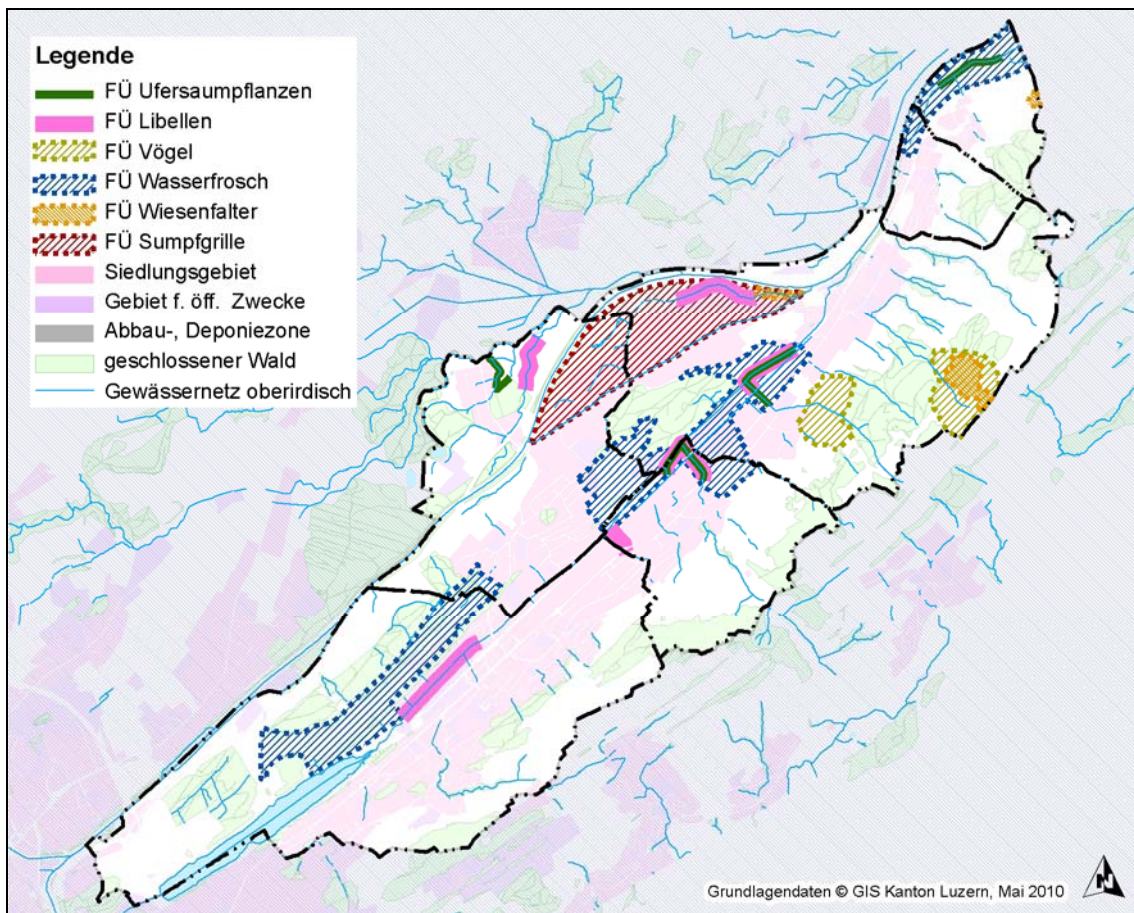 Legende
FÜ Ufersaumpflanzen
FÜ Libellen
FÜ Vögel
FÜ Wasserfrosch
FÜ Wiesenfalter
FÜ Sumpfgrille
Siedlungsgebiet
Gebiet f. öff. Zwecke
Abbau-, Deponiezone
geschlossener Wald
Gewässernetz oberirdisch
Grundlagendaten © GIS Kanton Luzern, Mai 2010
N